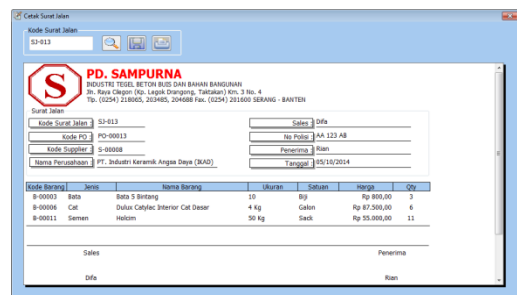 Cetak Surat Jalan
Kode Surat Jalan
SJ-013
S
PD. SAMPURNA
INDUSTRI TEGEL BETON BUIS DAN BAHAN BANGUNAN
Jln. Raya Cilegon (Kp. Legok Drangong, Taktakan) Km. 3 No. 4
Tlp. (0254) 218065, 203485, 204688 Fax. (0254) 201600 SERANG - BANTEN
Surat Jalan
Kode Surat Jalan : SJ-013 Sales : Difa
Kode PO : PO-00013 No Polisi : AA 123 AB
Kode Supplier : S-00008 Penerima : Rian
Nama Perusahaan : PT. Industri Keramik Angsa Daya (IKAD) Tanggal : 05/10/2014
Kode Barang Jenis Nama Barang Ukuran Satuan Harga Qty
B-00003 Bata Bata 5 Bintang 10 Biji Rp 800,00 3
B-00006 Cat Dulux Catylac Interior Cat Dasar 4 Kg Galon Rp 87.500,00 6
B-00011 Semen Holcim 50 Kg Sack Rp 55.000,00 11
Sales Penerima
Difa Rian